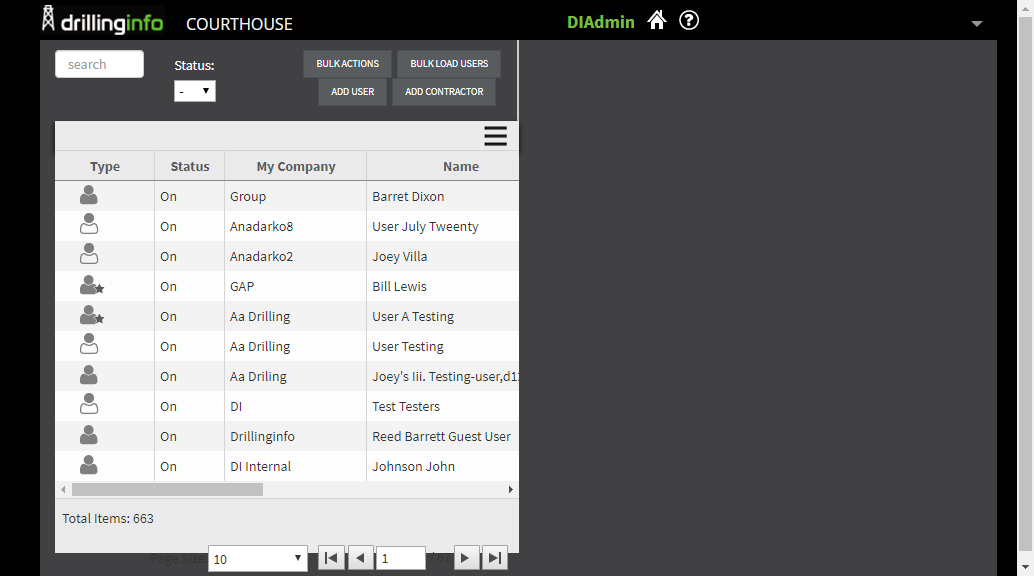 drillinginfo COURTHOUSE DIAdmin
search Status: BULK ACTIONS BULK LOAD USERS
- ADD USER ADD CONTRACTOR
Type Status My Company Name
On Group Barret Dixon
On Anadarko8 User July Tweenty
On Anadarko2 Joey Villa
On GAP Bill Lewis
On Aa Drilling User A Testing
On Aa Drilling User Testing
On Aa Driling Joey's Iii. Testing-user,d1
On DI Test Testers
On Drillinginfo Reed Barrett Guest User
On DI Internal Johnson John
Total Items: 663
Page Size: 10 1